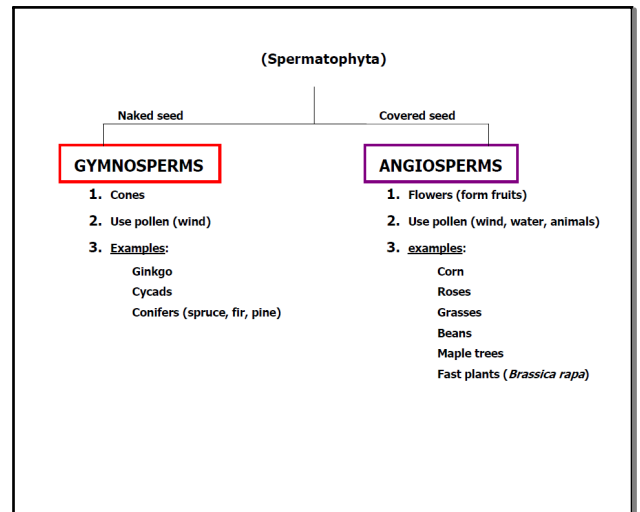 (Spermatophyta)
Naked seed
Covered seed
GYMNOSPERMS
1. Cones
2. Use pollen (wind)
3. Examples:
Ginkgo
Cycads
Conifers (spruce, fir, pine)
ANGIOSPERMS
1. Flowers (form fruits)
2. Use pollen (wind, water, animals)
3. examples:
Corn
Roses
Grasses
Beans
Maple trees
Fast plants (Brassica rapa)